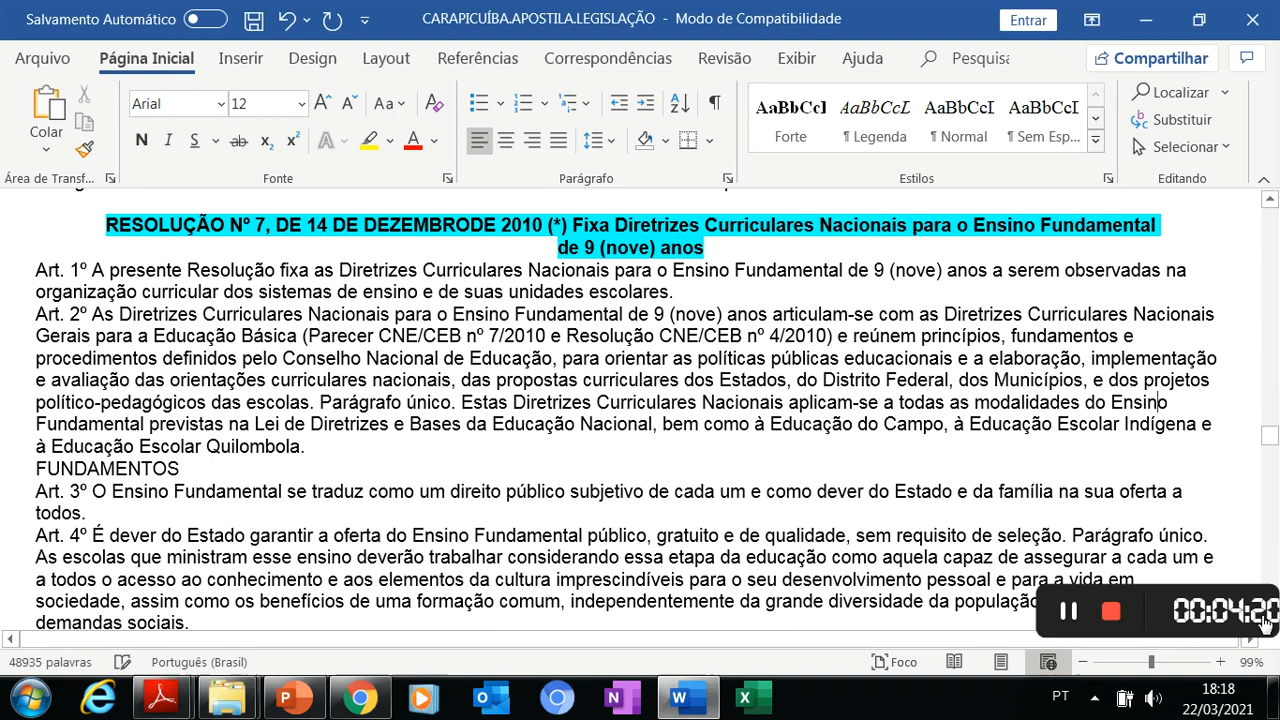 Salvamento Automático
CARAPICUÍBA.APOSTILA.LEGISLAÇÃO - Modo de Compatibilidade
Entrar
Arquivo Página Inicial Inserir Design Layout Referências Correspondências Revisão Exibir Ajuda Pesquisa Compartilhar
Colar
Arial 12
Aa
N I S ab x₂ x²
AaBbCcI AaBbCcL AaBbCcI AaBbCcI
Forte ¶ Legenda ¶ Normal ¶ Sem Esp...
Localizar
Substituir
Selecionar
Área de Transf... Fonte Parágrafo Estilos Editando
RESOLUÇÃO Nº 7, DE 14 DE DEZEMBRODE 2010 (*) Fixa Diretrizes Curriculares Nacionais para o Ensino Fundamental
de 9 (nove) anos
Art. 1º A presente Resolução fixa as Diretrizes Curriculares Nacionais para o Ensino Fundamental de 9 (nove) anos a serem observadas na
organização curricular dos sistemas de ensino e de suas unidades escolares.
Art. 2º As Diretrizes Curriculares Nacionais para o Ensino Fundamental de 9 (nove) anos articulam-se com as Diretrizes Curriculares Nacionais
Gerais para a Educação Básica (Parecer CNE/CEB nº 7/2010 e Resolução CNE/CEB nº 4/2010) e reúnem princípios, fundamentos e
procedimentos definidos pelo Conselho Nacional de Educação, para orientar as políticas públicas educacionais e a elaboração, implementação
e avaliação das orientações curriculares nacionais, das propostas curriculares dos Estados, do Distrito Federal, dos Municípios, e dos projetos
político-pedagógicos das escolas. Parágrafo único. Estas Diretrizes Curriculares Nacionais aplicam-se a todas as modalidades do Ensino
Fundamental previstas na Lei de Diretrizes e Bases da Educação Nacional, bem como à Educação do Campo, à Educação Escolar Indígena e
à Educação Escolar Quilombola.
FUNDAMENTOS
Art. 3º O Ensino Fundamental se traduz como um direito público subjetivo de cada um e como dever do Estado e da família na sua oferta a
todos.
Art. 4º É dever do Estado garantir a oferta do Ensino Fundamental público, gratuito e de qualidade, sem requisito de seleção. Parágrafo único.
As escolas que ministram esse ensino deverão trabalhar considerando essa etapa da educação como aquela capaz de assegurar a cada um e
a todos o acesso ao conhecimento e aos elementos da cultura imprescindíveis para o seu desenvolvimento pessoal e para a vida em
sociedade, assim como os benefícios de uma formação comum, independentemente da grande diversidade da população
demandas sociais.
00:04:20
48935 palavras Português (Brasil) Foco 99%
PT
18:18
22/03/2021